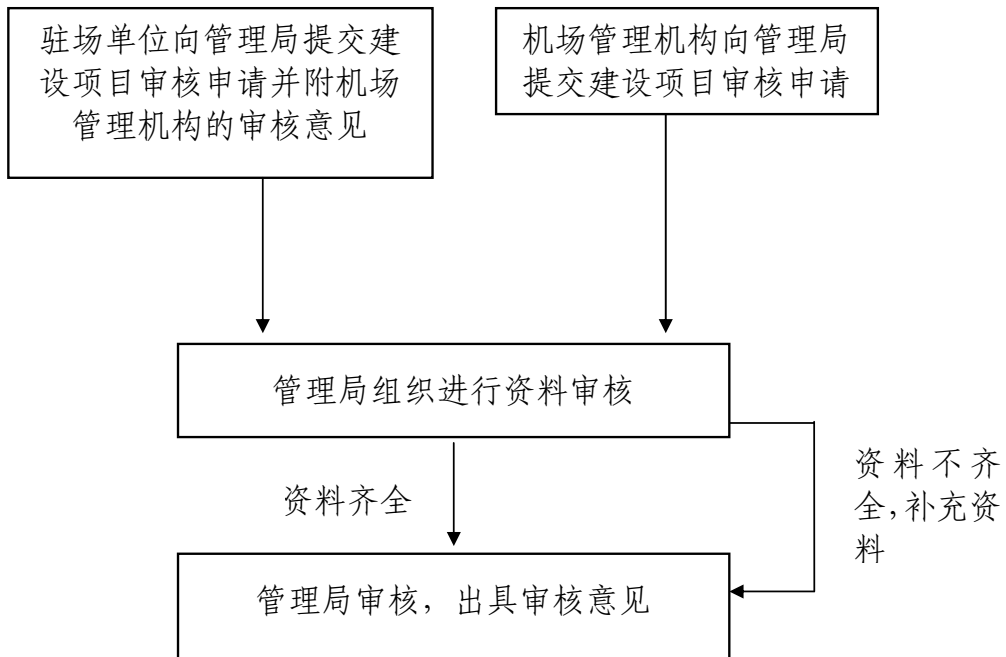 驻场单位向管理局提交建
设项目审核申请并附机场
管理机构的审核意见
机场管理机构向管理局
提交建设项目审核申请
管理局组织进行资料审核
资料齐全
资料不齐
全，补充资
料
管理局审核，出具审核意见